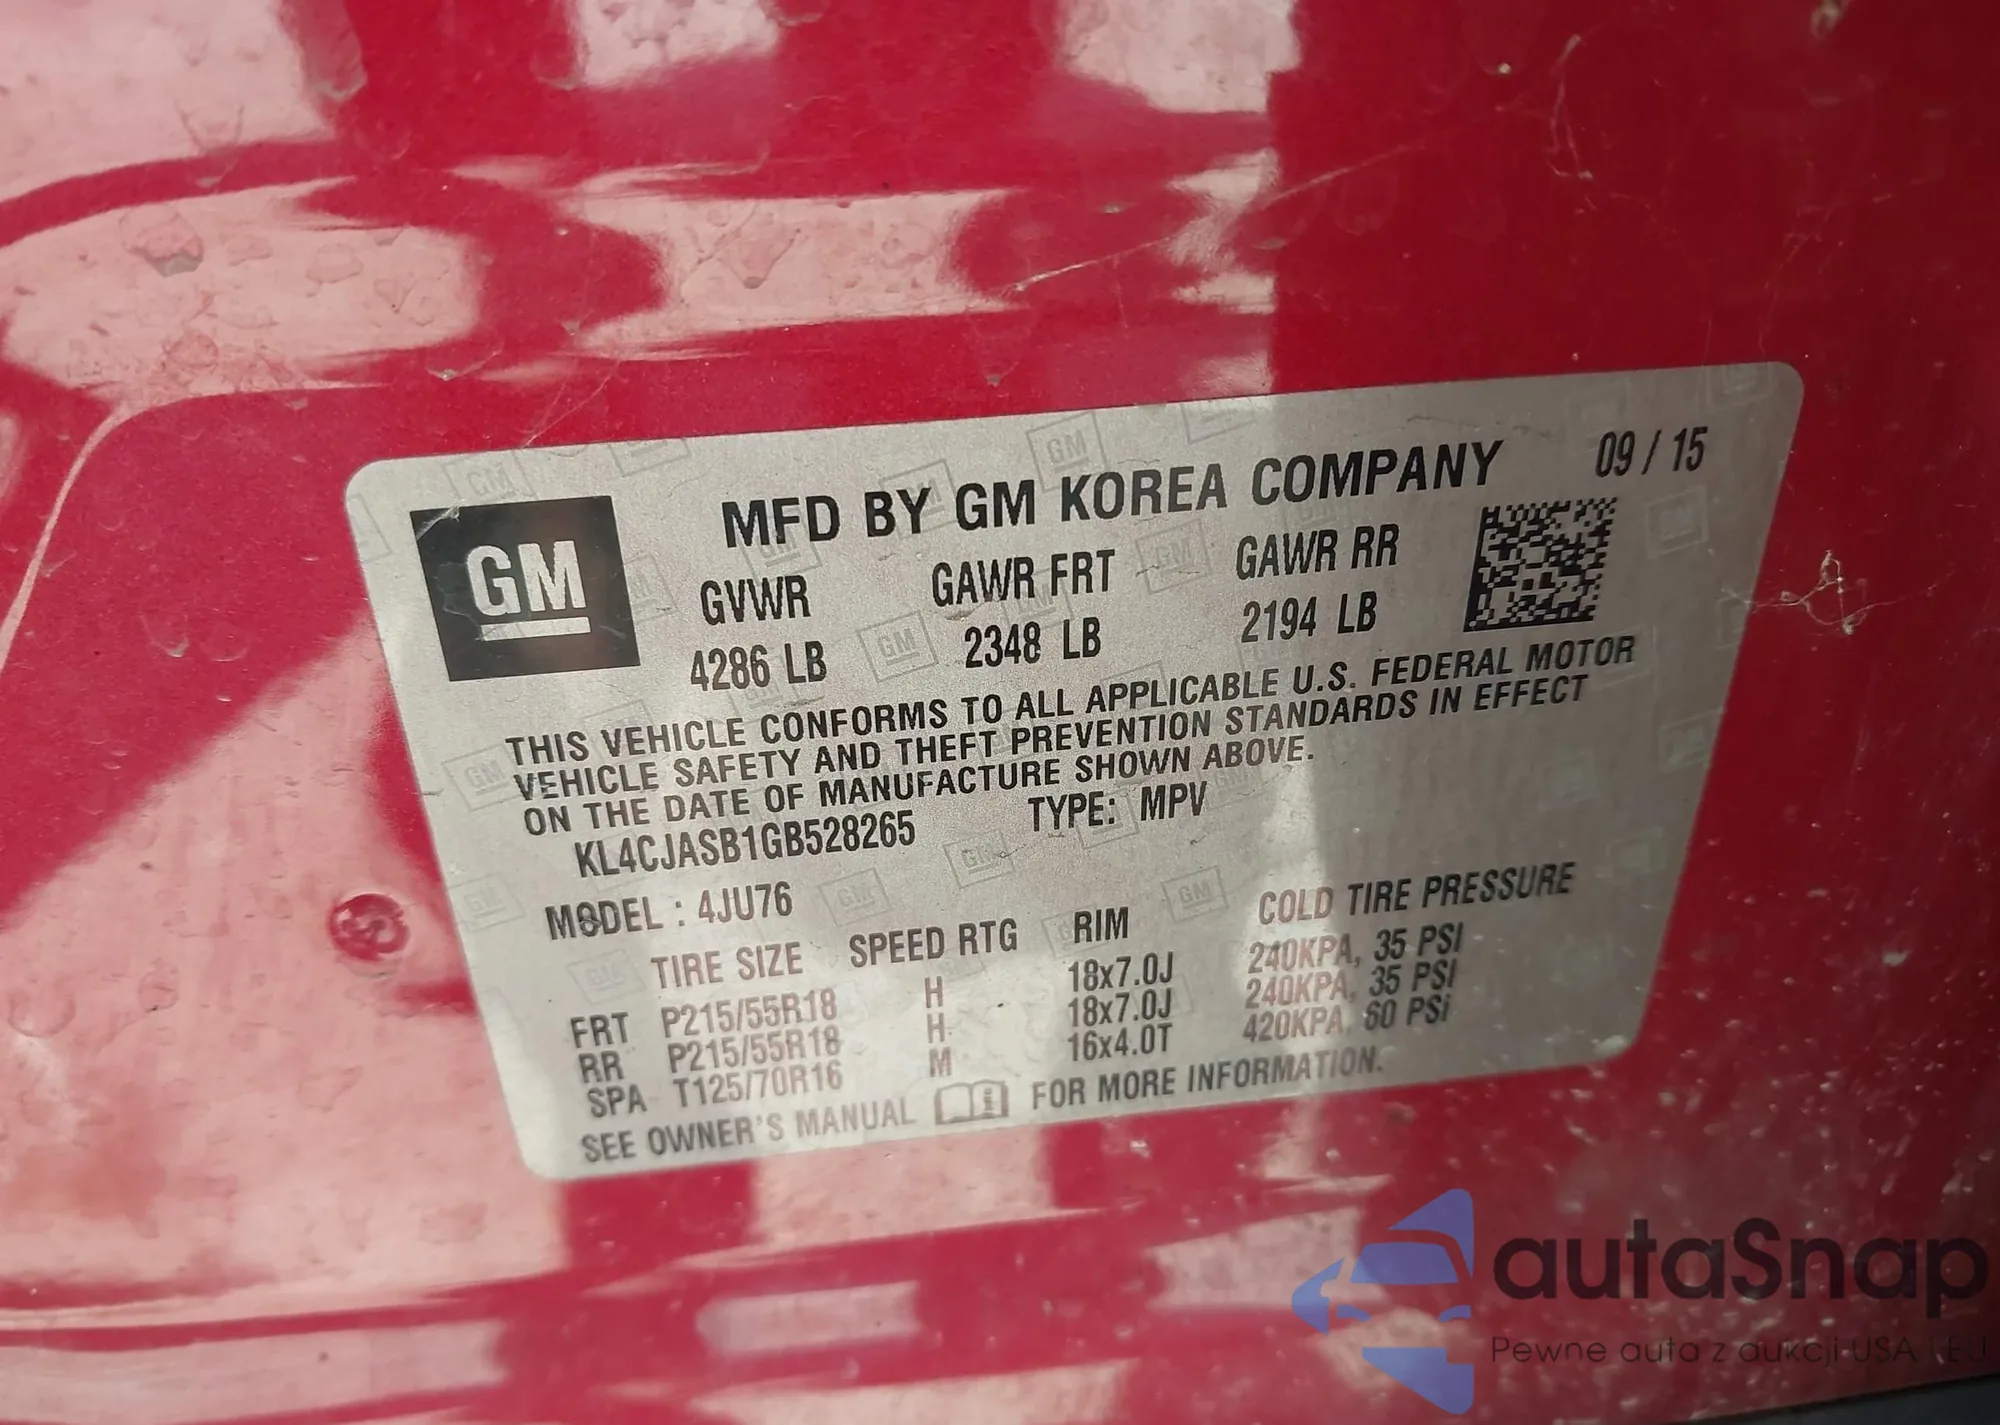 MFD BY GM KOREA COMPANY 09 / 15
GM
GVWR GAWR FRT GAWR RR
4286 LB 2348 LB 2194 LB
THIS VEHICLE CONFORMS TO ALL APPLICABLE U.S. FEDERAL MOTOR
VEHICLE SAFETY AND THEFT PREVENTION STANDARDS IN EFFECT
ON THE DATE OF MANUFACTURE SHOWN ABOVE.
KL4CJASB1GB528265 TYPE: MPV
MODEL : 4JU76
TIRE SIZE SPEED RTG RIM COLD TIRE PRESSURE
FRT P215/55R18 H 18x7.0J 240KPA, 35 PSI
RR P215/55R18 H 18x7.0J 240KPA, 35 PSI
SPA T125/70R16 M 16x4.0T 420KPA, 60 PSi
SEE OWNER'S MANUAL FOR MORE INFORMATION.
autaSnap
Pewne auta z aukcji USA i EU